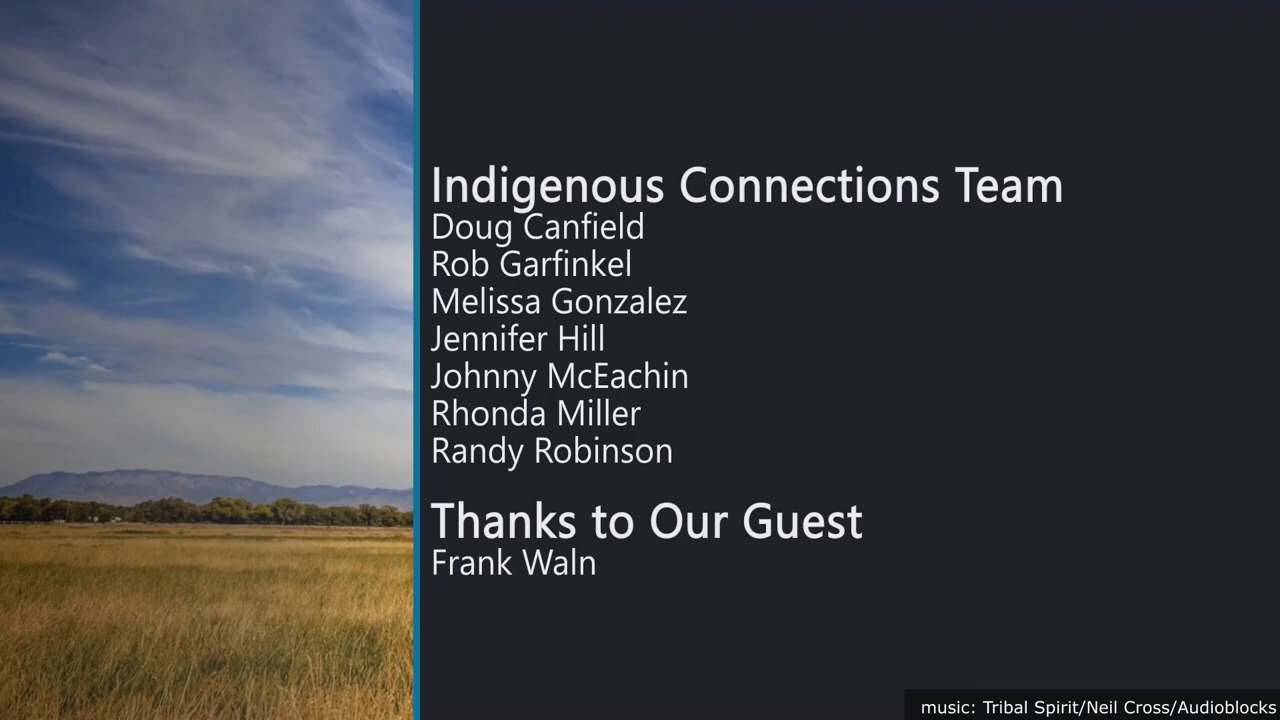 Indigenous Connections Team
Doug Canfield
Rob Garfinkel
Melissa Gonzalez
Jennifer Hill
Johnny McEachin
Rhonda Miller
Randy Robinson
Thanks to Our Guest
Frank Waln
music: Tribal Spirit/Neil Cross/Audioblocks